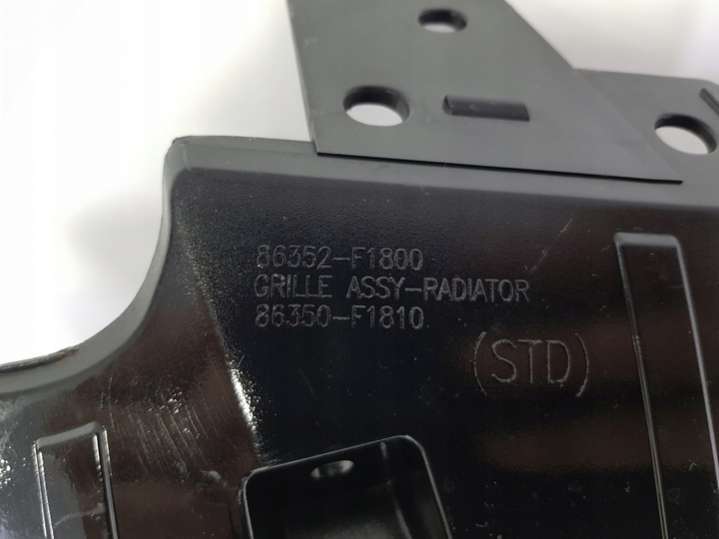 86352-F1800
GRILLE ASSY-RADIATOR
86350-F1810
(STD)